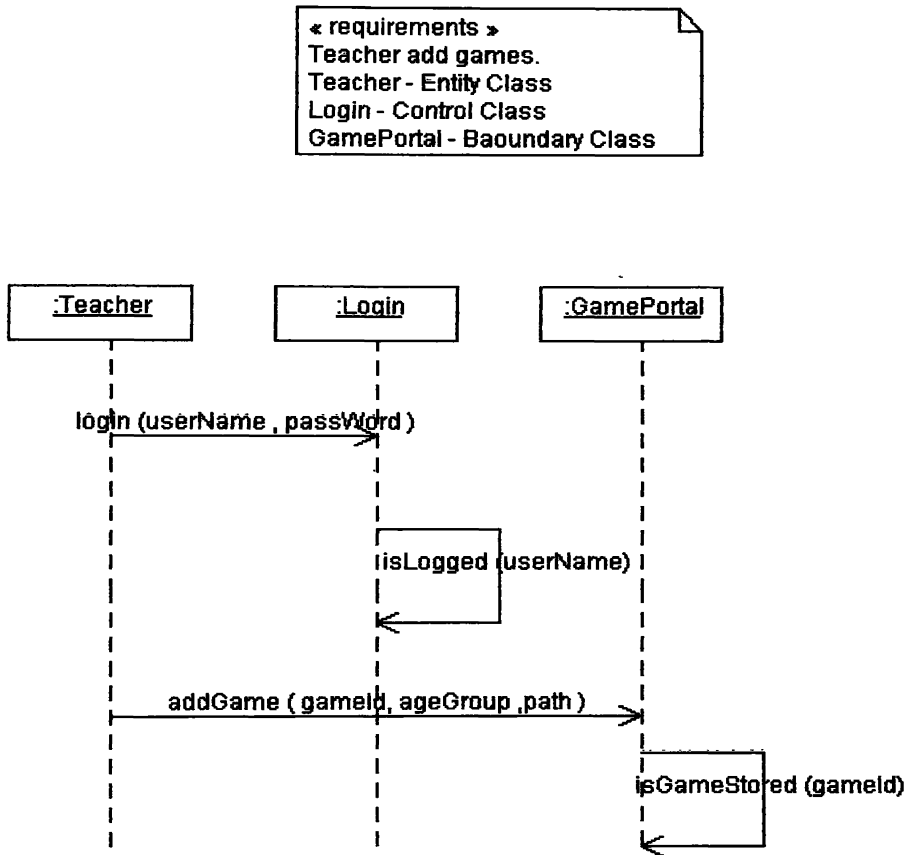 « requirements »
Teacher add games.
Teacher - Entity Class
Login - Control Class
GamePortal - Baoundary Class
:Teacher
:Login
:GamePortal
login (userName , passWord )
isLogged (userName)
addGame ( gameId, ageGroup ,path )
isGameStored (gameId)